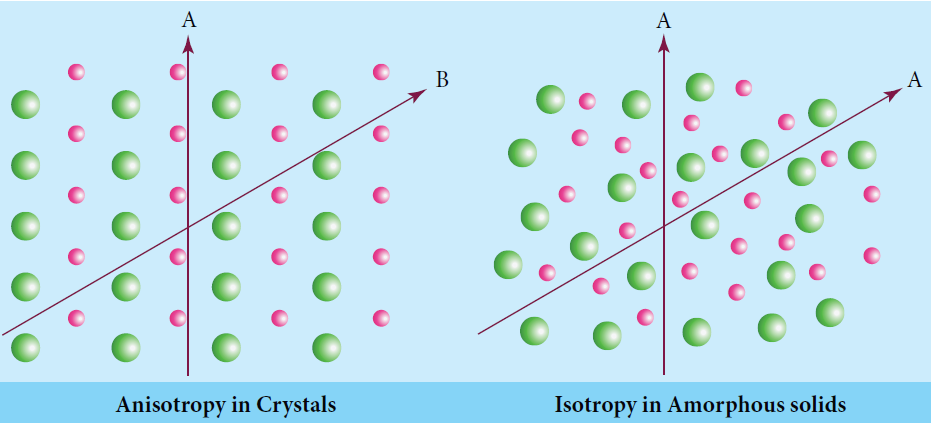 A
B
Anisotropy in Crystals
A
A
Isotropy in Amorphous solids